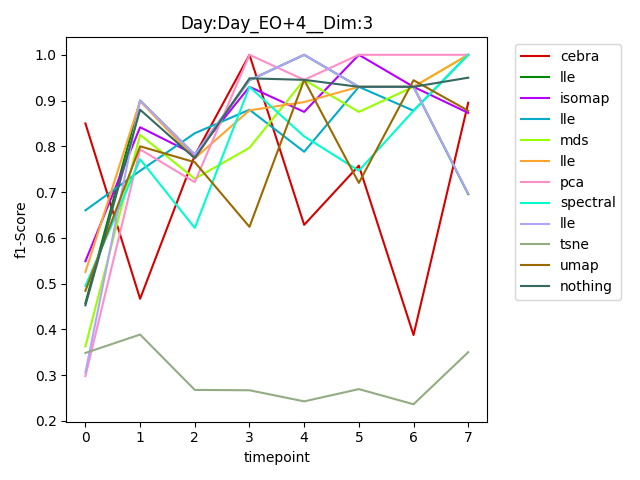 Day:Day_EO+4__Dim:3
1.0
0.9
0.8
0.7
0.6
0.5
0.4
0.3
0.2
f1-Score
0
1
2
3
4
5
6
7
timepoint
cebra
lle
isomap
lle
mds
lle
pca
spectral
lle
tsne
umap
nothing